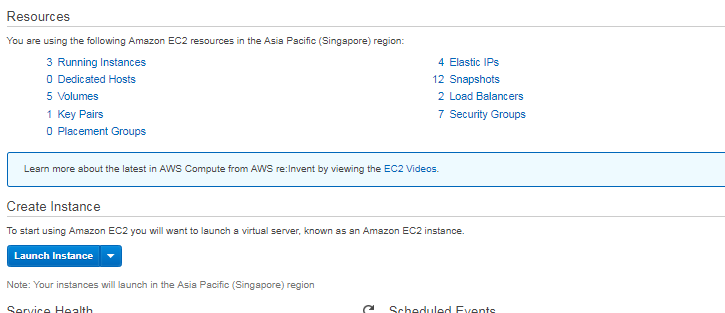 Resources
You are using the following Amazon EC2 resources in the Asia Pacific (Singapore) region:
3 Running Instances
4 Elastic IPs
0 Dedicated Hosts
12 Snapshots
5 Volumes
2 Load Balancers
1 Key Pairs
7 Security Groups
0 Placement Groups
Learn more about the latest in AWS Compute from AWS re:Invent by viewing the EC2 Videos.
Create Instance
To start using Amazon EC2 you will want to launch a virtual server, known as an Amazon EC2 instance.
Launch Instance
Note: Your instances will launch in the Asia Pacific (Singapore) region
Service Health
Scheduled Events